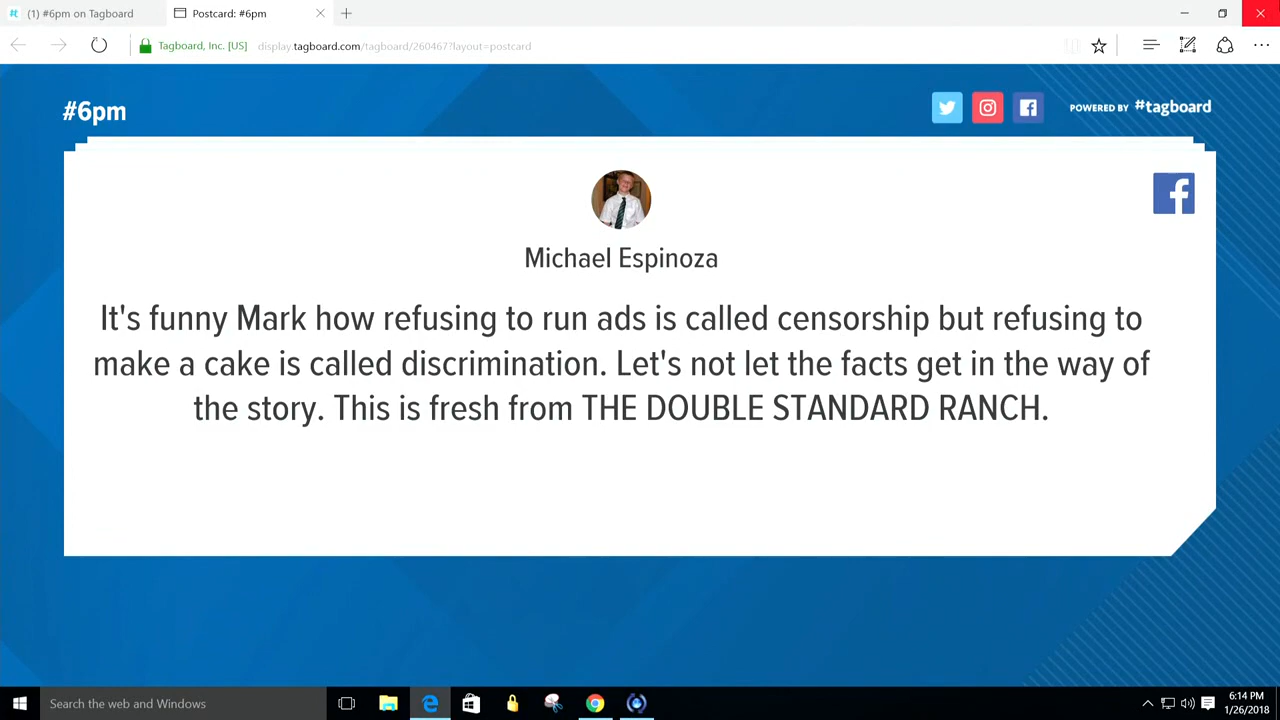 (1) #6pm on Tagboard
Postcard: #6pm
Tagboard, Inc. [US] display.tagboard.com/tagboard/260467?layout=postcard
#6pm
POWERED BY #tagboard
Michael Espinoza
It's funny Mark how refusing to run ads is called censorship but refusing to
make a cake is called discrimination. Let's not let the facts get in the way of
the story. This is fresh from THE DOUBLE STANDARD RANCH.
Search the web and Windows
6:14 PM
1/26/2018